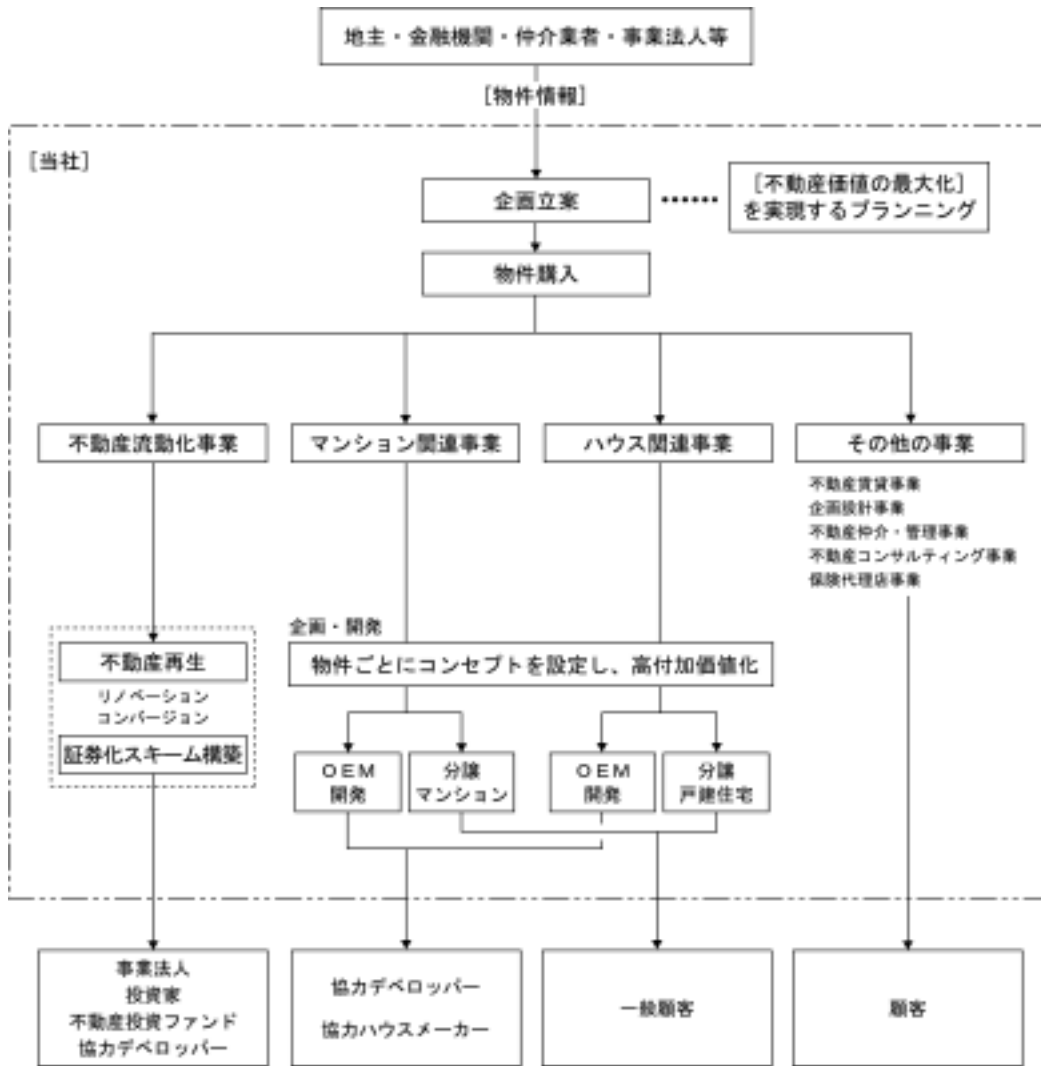 地主・金融機関・仲介業者・事業法人等
[物件情報]
[当社]
企画立案
[不動産価値の最大化]
を実現するプランニング
物件購入
不動産流動化事業
マンション関連事業
ハウス関連事業
その他の事業
不動産賃貸事業
企画設計事業
不動産仲介・管理事業
不動産コンサルティング事業
保険代理店事業
企画・開発
物件ごとにコンセプトを設定し、高付加価値化
不動産再生
リノベーション
コンバージョン
証券化スキーム構築
OEM
開発
分譲
マンション
OEM
開発
分譲
戸建住宅
事業法人
投資家
不動産投資ファンド
協力デベロッパー
協力デベロッパー
協力ハウスメーカー
一般顧客
顧客